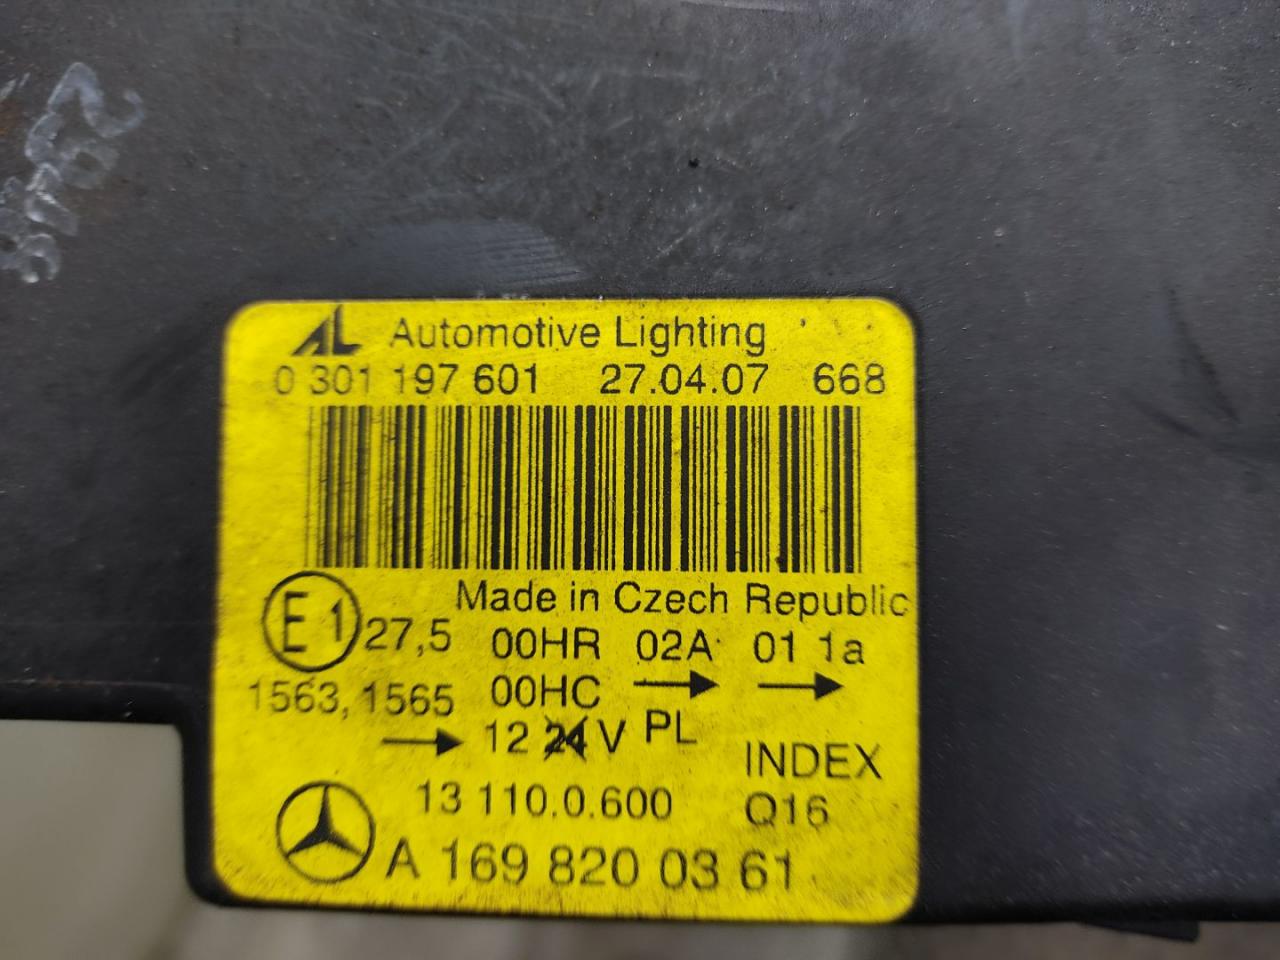 AL Automotive Lighting
0 301 197 601 27.04.07 668
Made in Czech Republic
E1 27,5 00HR 02A 01 1a
1563, 1565 00HC → →
→ 12 24 V PL
INDEX
13 110.0.600 Q16
A 169 820 03 61